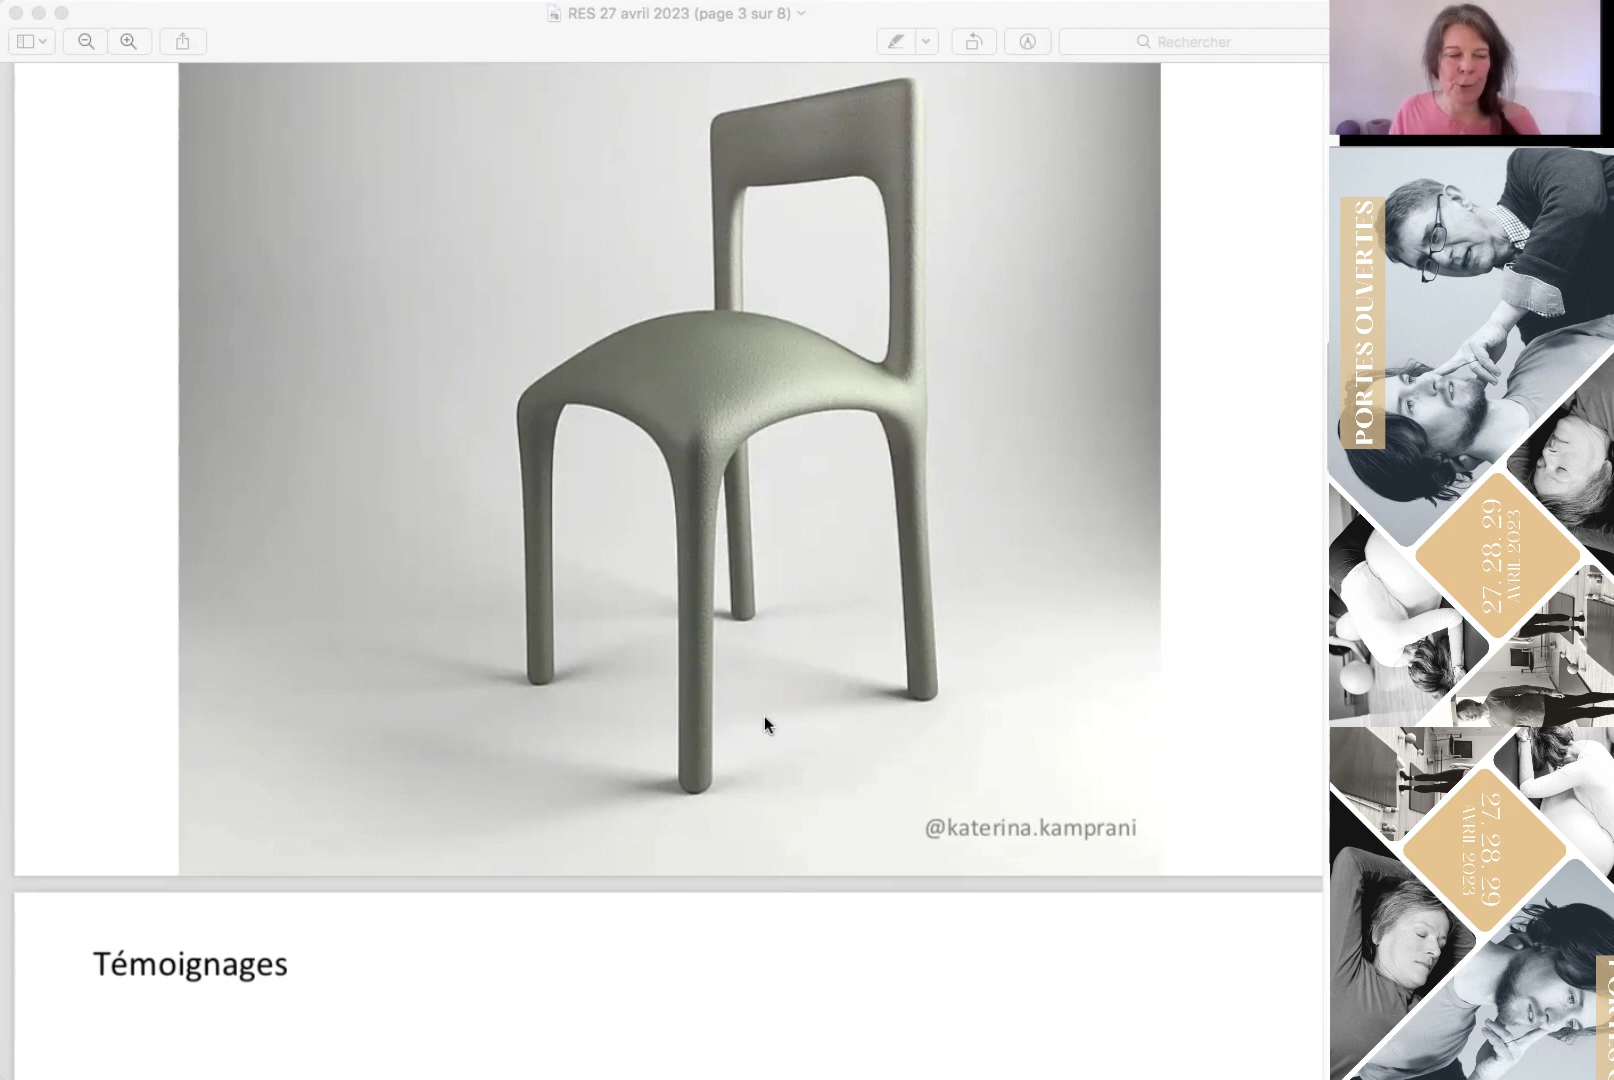 RES 27 avril 2023 (page 3 sur 8)
Rechercher
@katerina.kamprani
Témoignages
PORTES OUVERTES
27. 28. 29
AVRIL 2023
27. 28. 29
AVRIL 2023